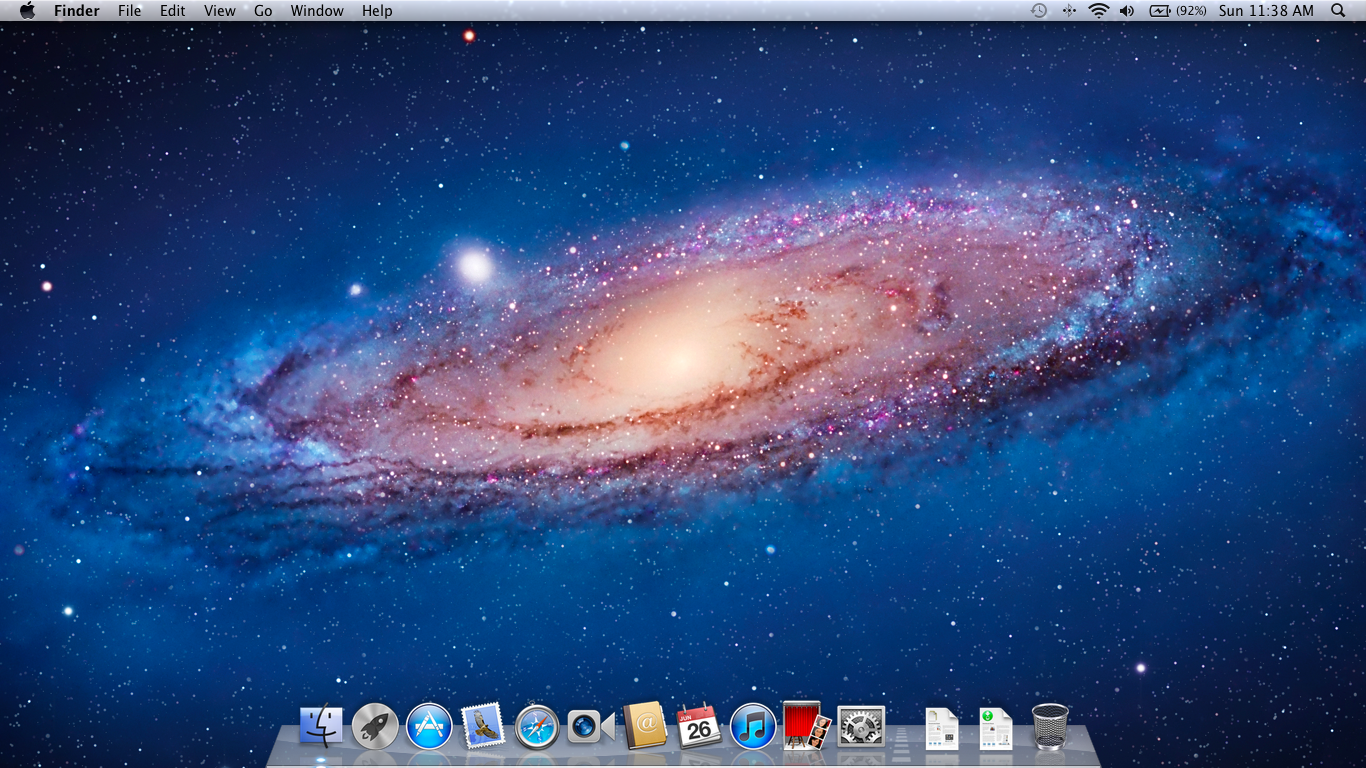 Finder File Edit View Go Window Help (92%) Sun 11:38 AM
@
JUN
26